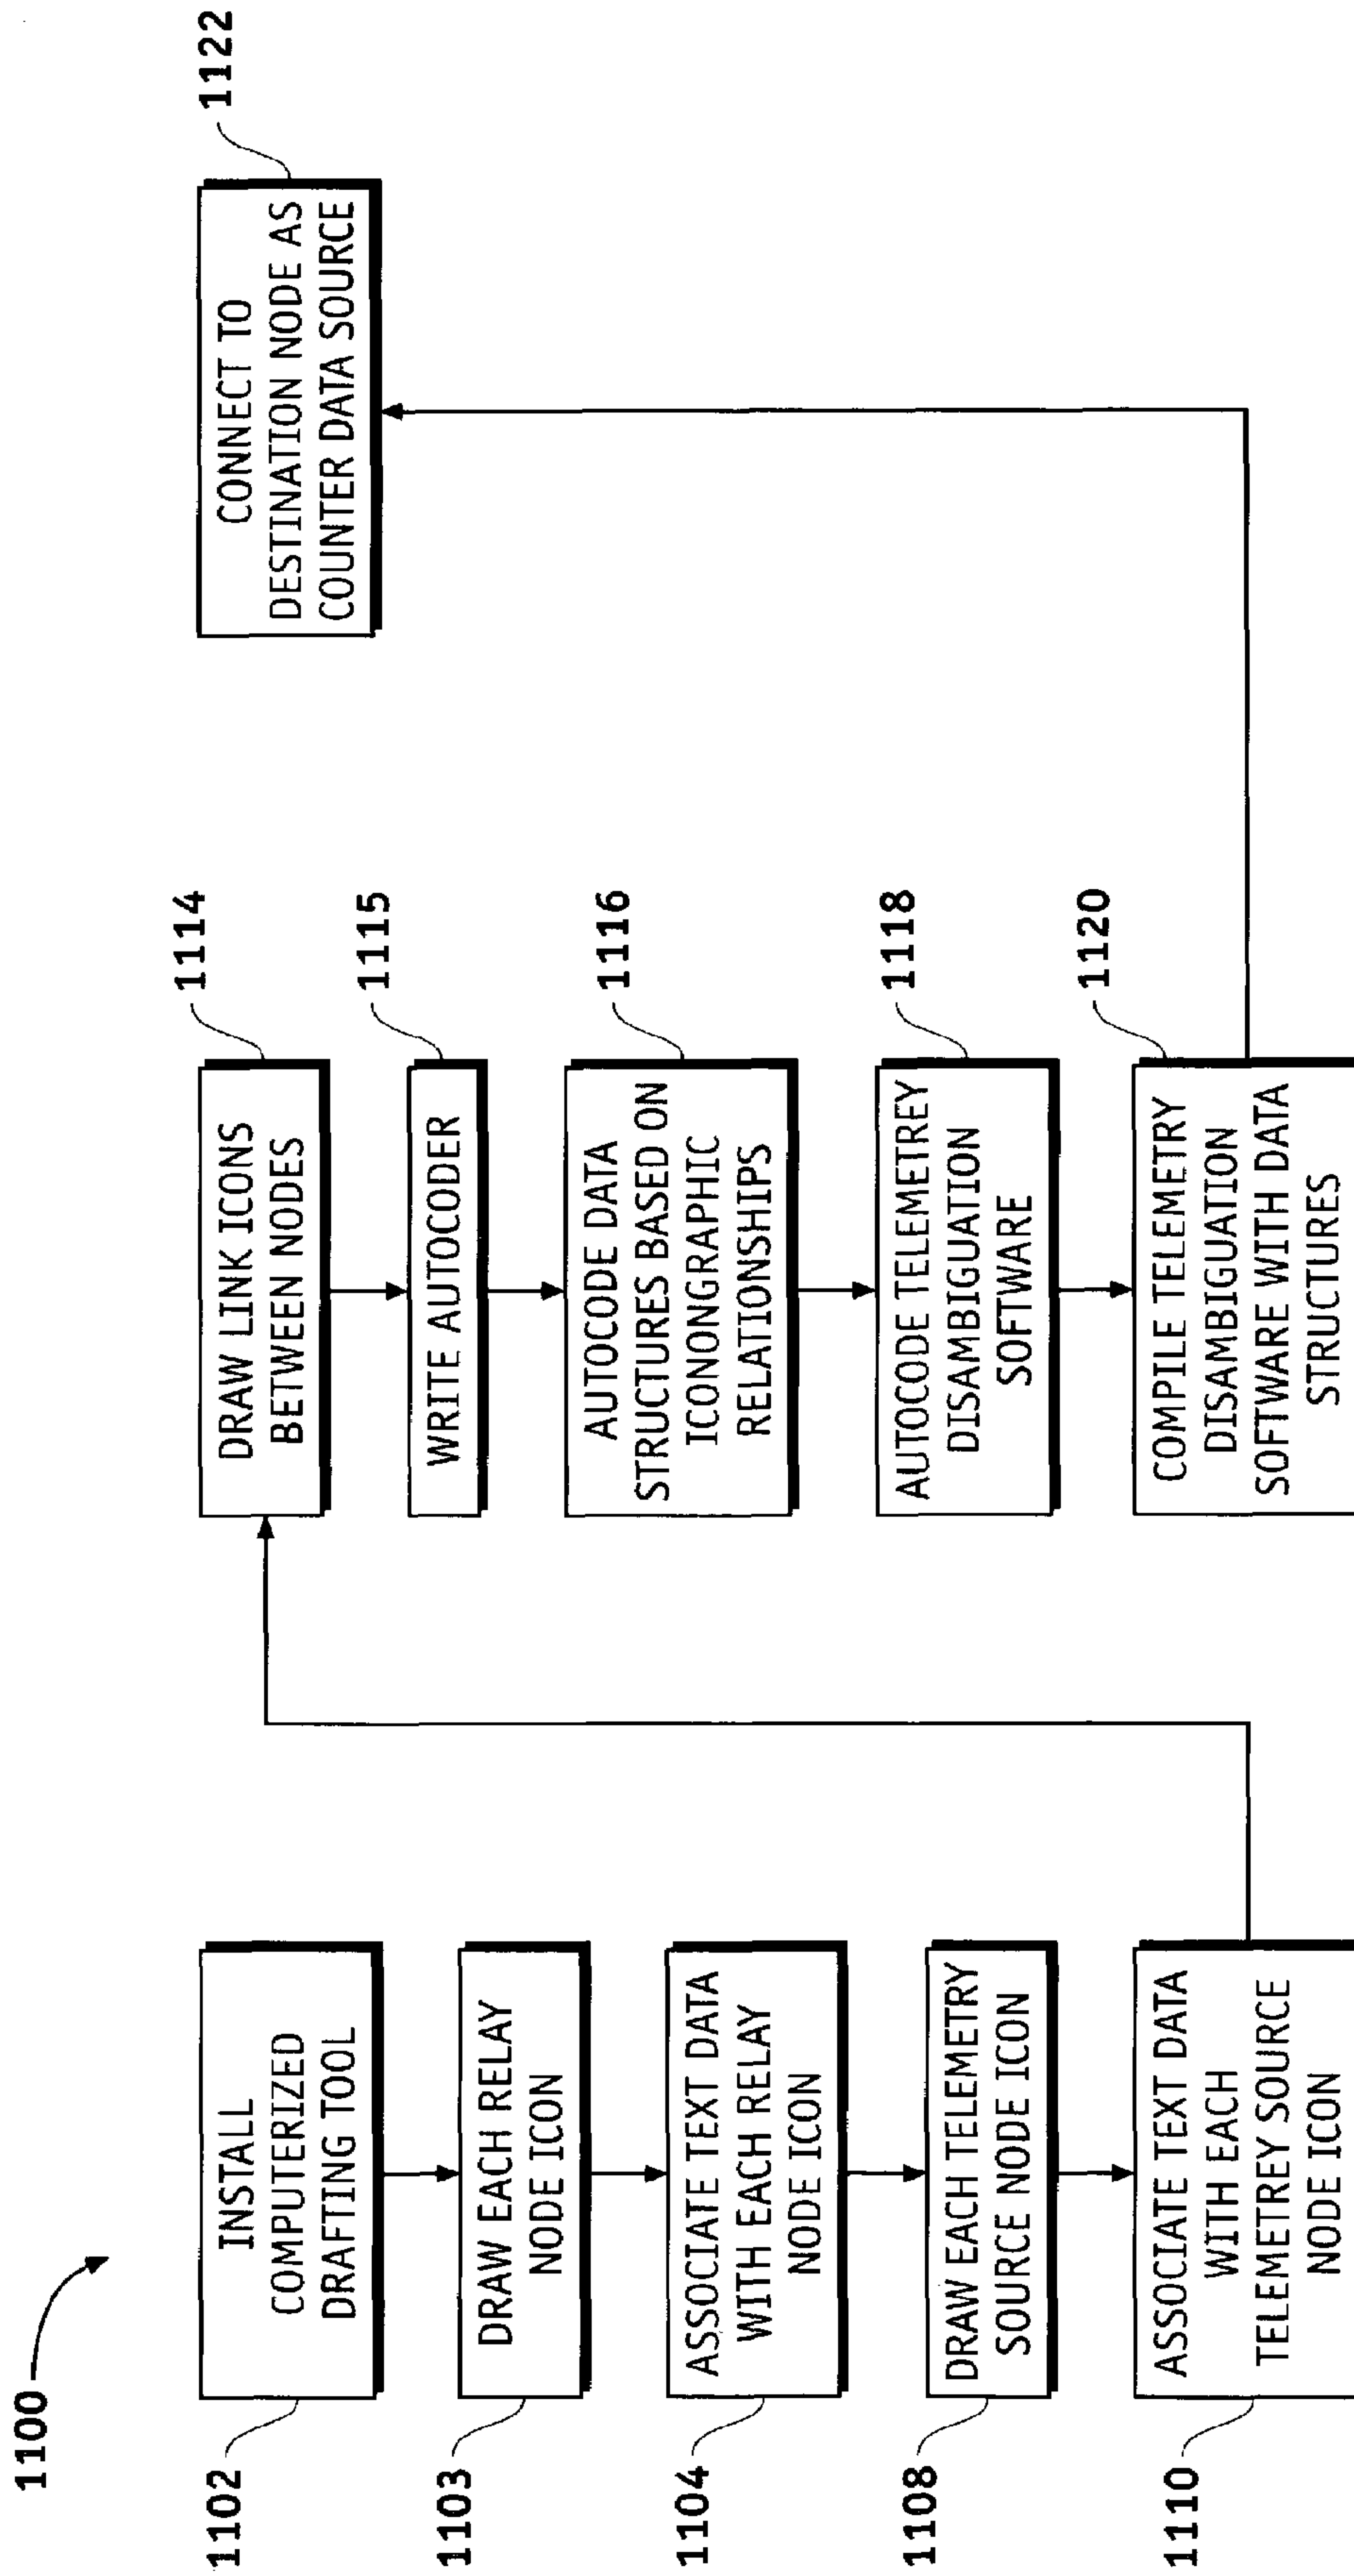 1100
1102
INSTALL
COMPUTERIZED
DRAFTING TOOL
1103
DRAW EACH RELAY
NODE ICON
1104
ASSOCIATE TEXT DATA
WITH EACH RELAY
NODE ICON
1108
DRAW EACH TELEMETRY
SOURCE NODE ICON
1110
ASSOCIATE TEXT DATA
WITH EACH
TELEMETREY SOURCE
NODE ICON
1114
DRAW LINK ICONS
BETWEEN NODES
1115
WRITE AUTOCODER
1116
AUTOCODE DATA
STRUCTURES BASED ON
ICONONGRAPHIC
RELATIONSHIPS
1118
AUTOCODE TELEMETREY
DISAMBIGUATION
SOFTWARE
1120
COMPILE TELEMETRY
DISAMBIGUATION
SOFTWARE WITH DATA
STRUCTURES
1122
CONNECT TO
DESTINATION NODE AS
COUNTER DATA SOURCE